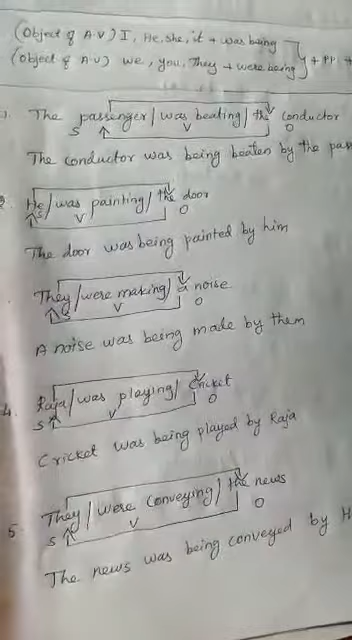 (Object of A.V) I, He, she, it + was being
(Object of A.V) we, you, They + were being } + PP +
1. The passenger / was beating / the conductor
S V O
The conductor was being beaten by the pas
2. He / was painting / the door
S V O
The door was being painted by him
They / were making / a noise
S V O
A noise was being made by them
4. Raja / was playing / Cricket
S V O
Cricket was being played by Raja
5. They / were conveying / the news
S V O
The news was being conveyed by